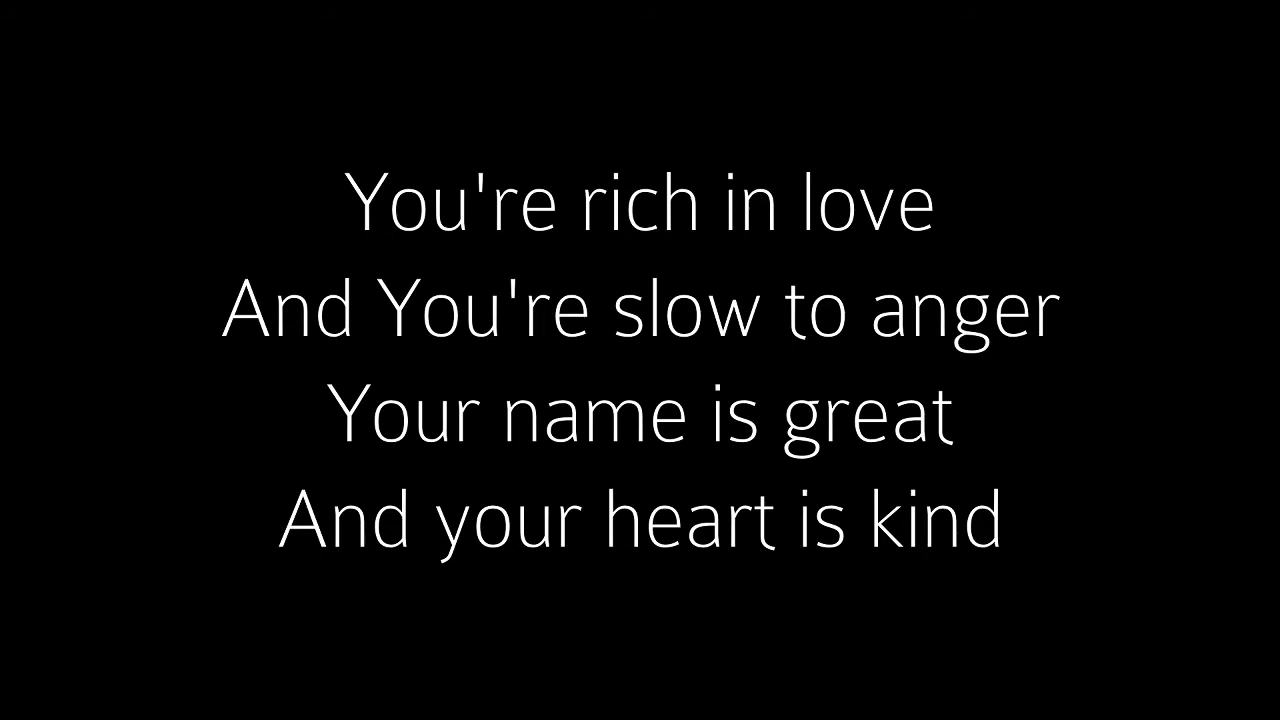 You're rich in love
And You're slow to anger
Your name is great
And your heart is kind